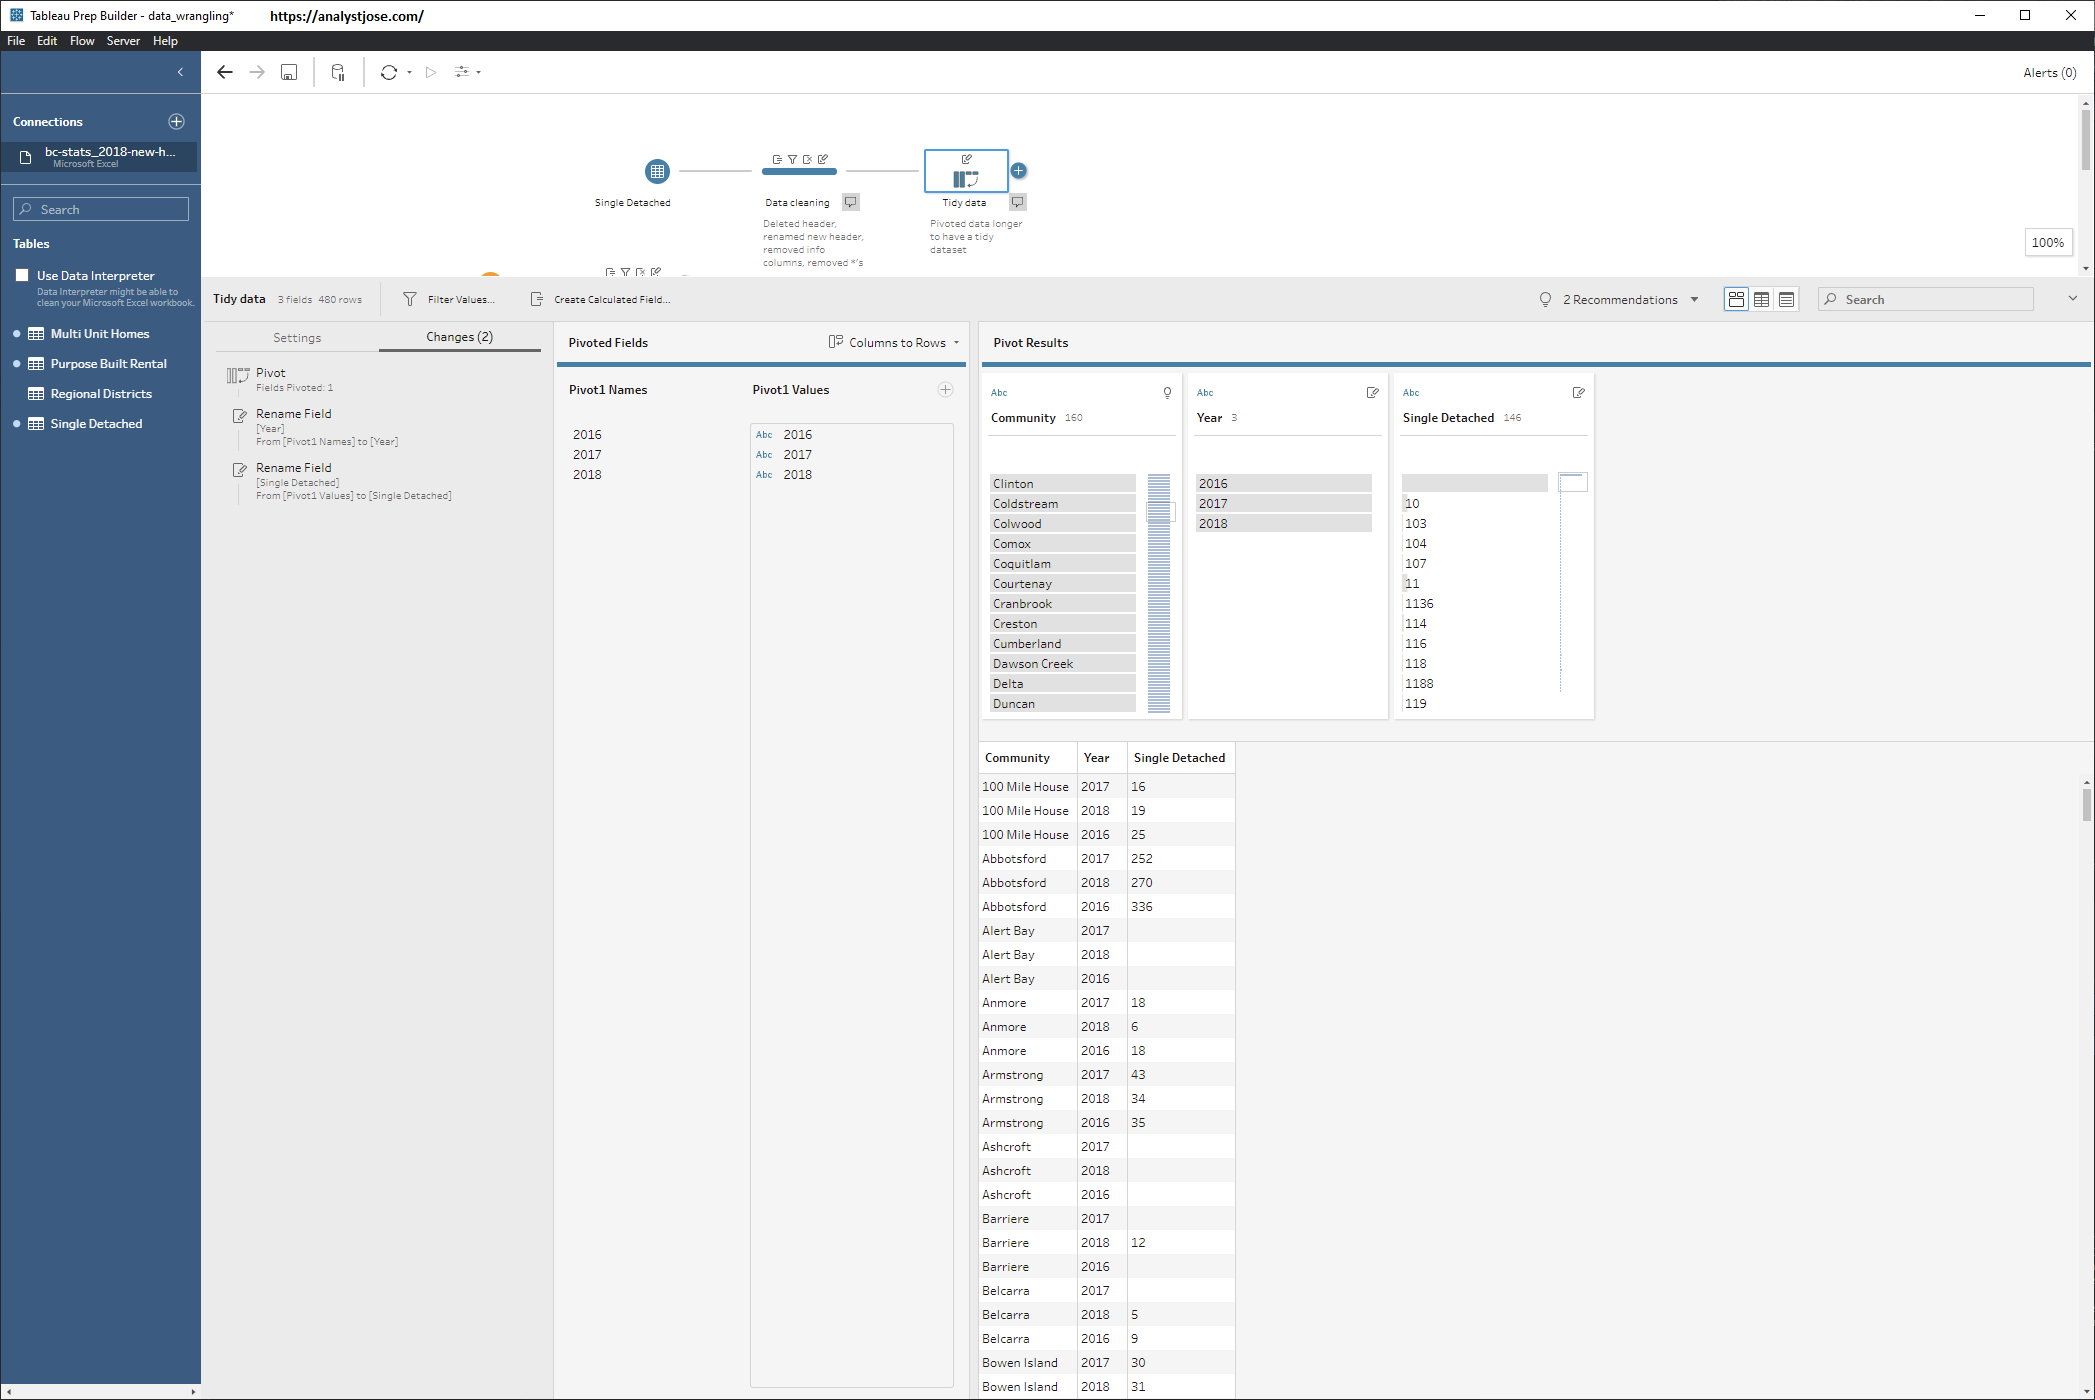 Tableau Prep Builder - data_wrangling*
https://analystjose.com/
File Edit Flow Server Help
Alerts (0)
Connections
bc-stats_2018-new-h...
Microsoft Excel
Search
Tables
Use Data Interpreter
Data Interpreter might be able to
clean your Microsoft Excel workbook.
Multi Unit Homes
Purpose Built Rental
Regional Districts
Single Detached
Single Detached
Data cleaning
Deleted header,
renamed new header,
removed info
columns, removed *'s
Tidy data
Pivoted data longer
to have a tidy
dataset
100%
Tidy data 3 fields 480 rows
Filter Values...
Create Calculated Field...
2 Recommendations
Search
Settings
Changes (2)
Pivot
Fields Pivoted: 1
Rename Field
[Year]
From [Pivot1 Names] to [Year]
Rename Field
[Single Detached]
From [Pivot1 Values] to [Single Detached]
Pivoted Fields
Columns to Rows
Pivot1 Names Pivot1 Values
2016 Abc 2016
2017 Abc 2017
2018 Abc 2018
Pivot Results
Abc
Community 160
Clinton
Coldstream
Colwood
Comox
Coquitlam
Courtenay
Cranbrook
Creston
Cumberland
Dawson Creek
Delta
Duncan
Abc
Year 3
2016
2017
2018
Abc
Single Detached 146
10
103
104
107
11
1136
114
116
118
1188
119
Community Year Single Detached
100 Mile House 2017 16
100 Mile House 2018 19
100 Mile House 2016 25
Abbotsford 2017 252
Abbotsford 2018 270
Abbotsford 2016 336
Alert Bay 2017
Alert Bay 2018
Alert Bay 2016
Anmore 2017 18
Anmore 2018 6
Anmore 2016 18
Armstrong 2017 43
Armstrong 2018 34
Armstrong 2016 35
Ashcroft 2017
Ashcroft 2018
Ashcroft 2016
Barriere 2017
Barriere 2018 12
Barriere 2016
Belcarra 2017
Belcarra 2018 5
Belcarra 2016 9
Bowen Island 2017 30
Bowen Island 2018 31